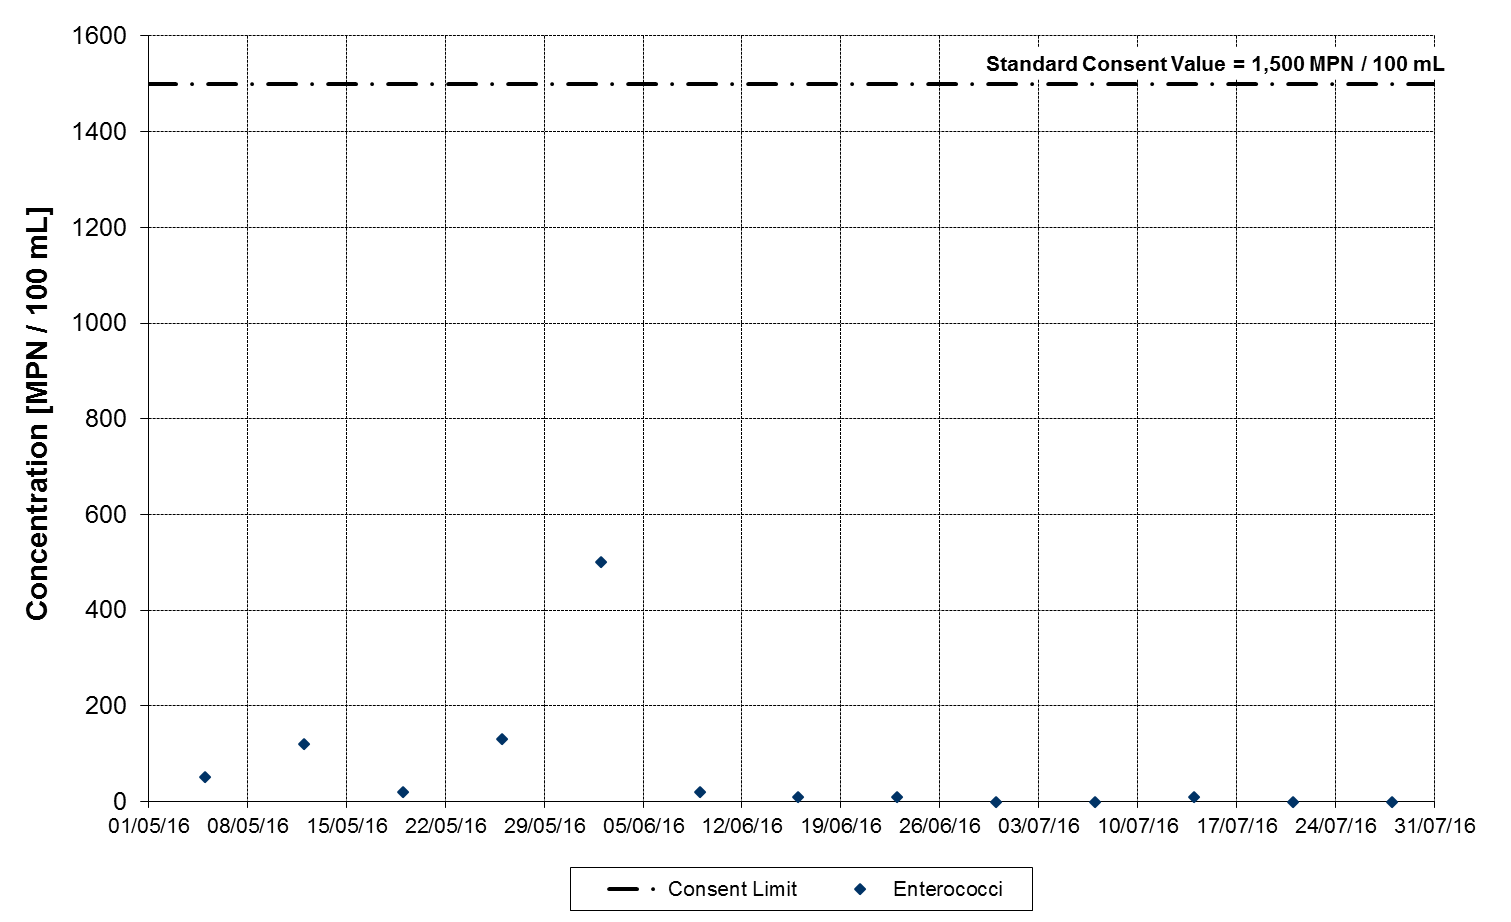 1600
Standard Consent Value = 1,500 MPN / 100 mL
1400
1200
1000
800
600
400
200
0
Concentration [MPN / 100 mL]
01/05/16 08/05/16 15/05/16 22/05/16 29/05/16 05/06/16 12/06/16 19/06/16 26/06/16 03/07/16 10/07/16 17/07/16 24/07/16 31/07/16
Consent Limit Enterococci